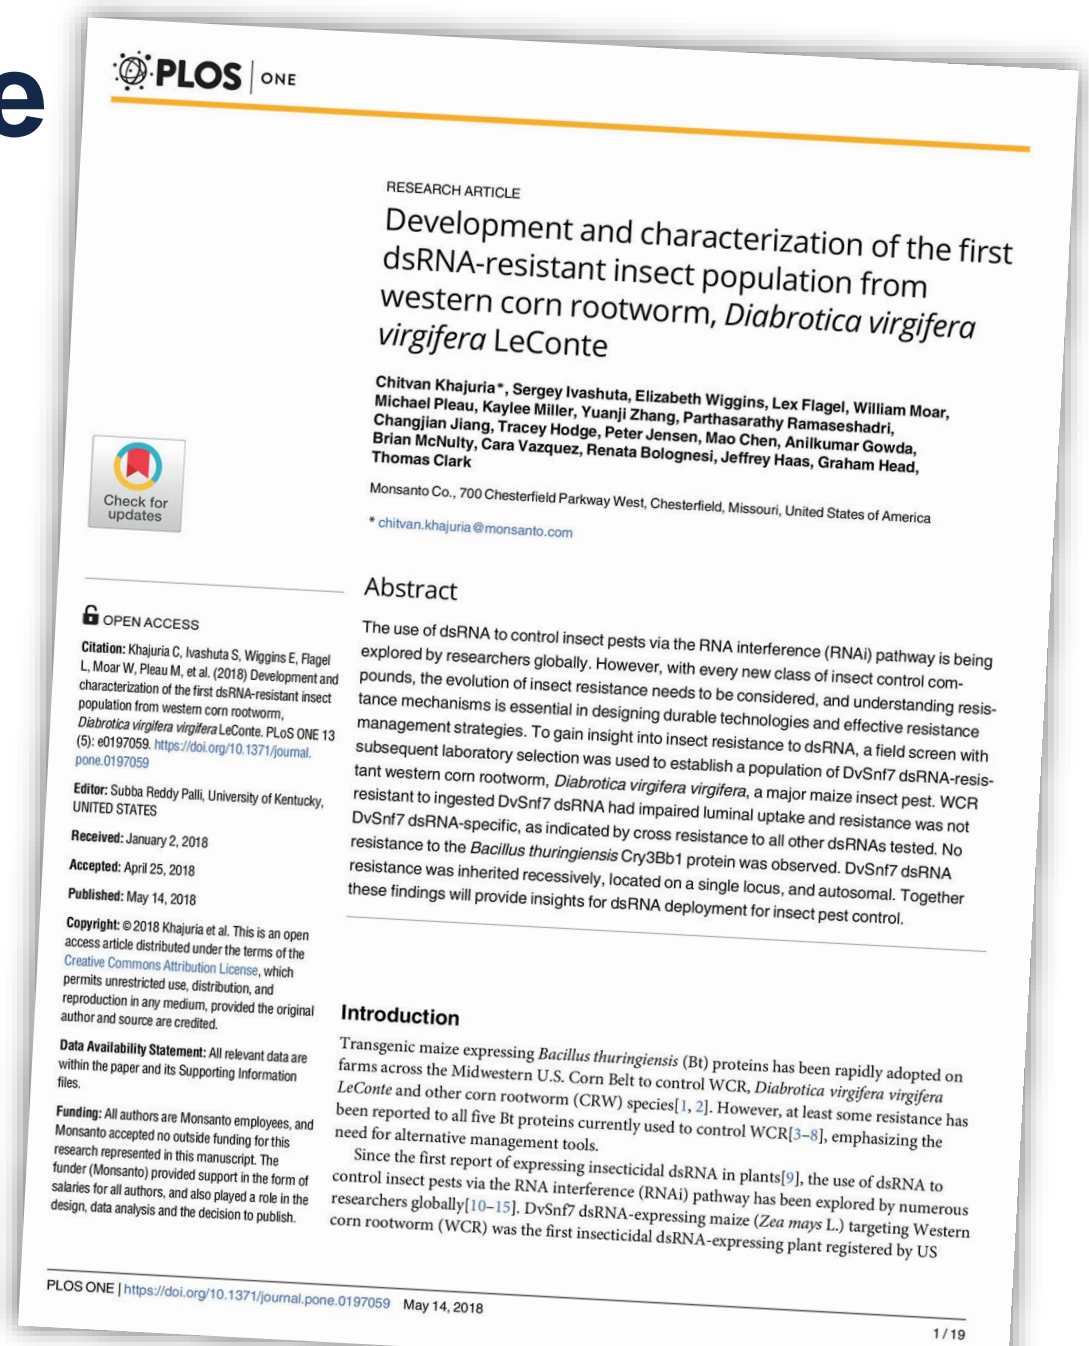 e
PLOS | ONE
RESEARCH ARTICLE
Development and characterization of the first
dsRNA-resistant insect population from
western corn rootworm, Diabrotica virgifera
virgifera LeConte
Chitvan Khajuria*, Sergey Ivashuta, Elizabeth Wiggins, Lex Flagel, William Moar,
Michael Pleau, Kaylee Miller, Yuanji Zhang, Parthasarathy Ramaseshadri,
Changjian Jiang, Tracey Hodge, Peter Jensen, Mao Chen, Anilkumar Gowda,
Brian McNulty, Cara Vazquez, Renata Bolognesi, Jeffrey Haas, Graham Head,
Thomas Clark
Monsanto Co., 700 Chesterfield Parkway West, Chesterfield, Missouri, United States of America
* chitvan.khajuria@monsanto.com
Check for
updates
OPEN ACCESS
Citation: Khajuria C, Ivashuta S, Wiggins E, Flagel
L, Moar W, Pleau M, et al. (2018) Development and
characterization of the first dsRNA-resistant insect
population from western corn rootworm,
Diabrotica virgifera virgifera LeConte. PLoS ONE 13
(5): e0197059. https://doi.org/10.1371/journal.
pone.0197059
Editor: Subba Reddy Palli, University of Kentucky,
UNITED STATES
Received: January 2, 2018
Accepted: April 25, 2018
Published: May 14, 2018
Copyright: © 2018 Khajuria et al. This is an open
access article distributed under the terms of the
Creative Commons Attribution License, which
permits unrestricted use, distribution, and
reproduction in any medium, provided the original
author and source are credited.
Data Availability Statement: All relevant data are
within the paper and its Supporting Information
files.
Funding: All authors are Monsanto employees, and
Monsanto accepted no outside funding for this
research represented in this manuscript. The
funder (Monsanto) provided support in the form of
salaries for all authors, and also played a role in the
design, data analysis and the decision to publish.
Abstract
The use of dsRNA to control insect pests via the RNA interference (RNAi) pathway is being
explored by researchers globally. However, with every new class of insect control com-
pounds, the evolution of insect resistance needs to be considered, and understanding resis-
tance mechanisms is essential in designing durable technologies and effective resistance
management strategies. To gain insight into insect resistance to dsRNA, a field screen with
subsequent laboratory selection was used to establish a population of DvSnf7 dsRNA-resis-
tant western corn rootworm, Diabrotica virgifera virgifera, a major maize insect pest. WCR
resistant to ingested DvSnf7 dsRNA had impaired luminal uptake and resistance was not
DvSnf7 dsRNA-specific, as indicated by cross resistance to all other dsRNAs tested. No
resistance to the Bacillus thuringiensis Cry3Bb1 protein was observed. DvSnf7 dsRNA
resistance was inherited recessively, located on a single locus, and autosomal. Together
these findings will provide insights for dsRNA deployment for insect pest control.
Introduction
Transgenic maize expressing Bacillus thuringiensis (Bt) proteins has been rapidly adopted on
farms across the Midwestern U.S. Corn Belt to control WCR, Diabrotica virgifera virgifera
LeConte and other corn rootworm (CRW) species[1, 2]. However, at least some resistance has
been reported to all five Bt proteins currently used to control WCR[3–8], emphasizing the
need for alternative management tools.
Since the first report of expressing insecticidal dsRNA in plants[9], the use of dsRNA to
control insect pests via the RNA interference (RNAi) pathway has been explored by numerous
researchers globally[10–15]. DvSnf7 dsRNA-expressing maize (Zea mays L.) targeting Western
corn rootworm (WCR) was the first insecticidal dsRNA-expressing plant registered by US
PLOS ONE | https://doi.org/10.1371/journal.pone.0197059 May 14, 2018
1 / 19